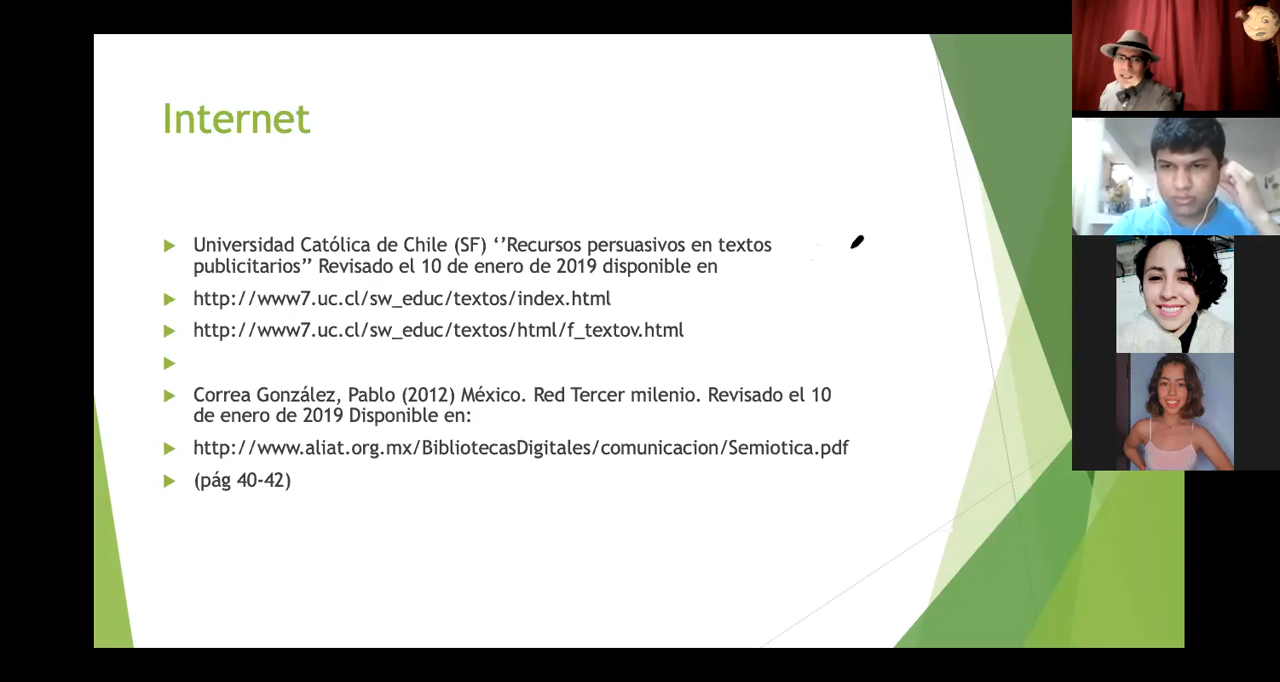 Internet
Universidad Católica de Chile (SF) ‘’Recursos persuasivos en textos
publicitarios’’ Revisado el 10 de enero de 2019 disponible en
http://www7.uc.cl/sw_educ/textos/index.html
http://www7.uc.cl/sw_educ/textos/html/f_textov.html
Correa González, Pablo (2012) México. Red Tercer milenio. Revisado el 10
de enero de 2019 Disponible en:
http://www.aliat.org.mx/BibliotecasDigitales/comunicacion/Semiotica.pdf
(pág 40-42)